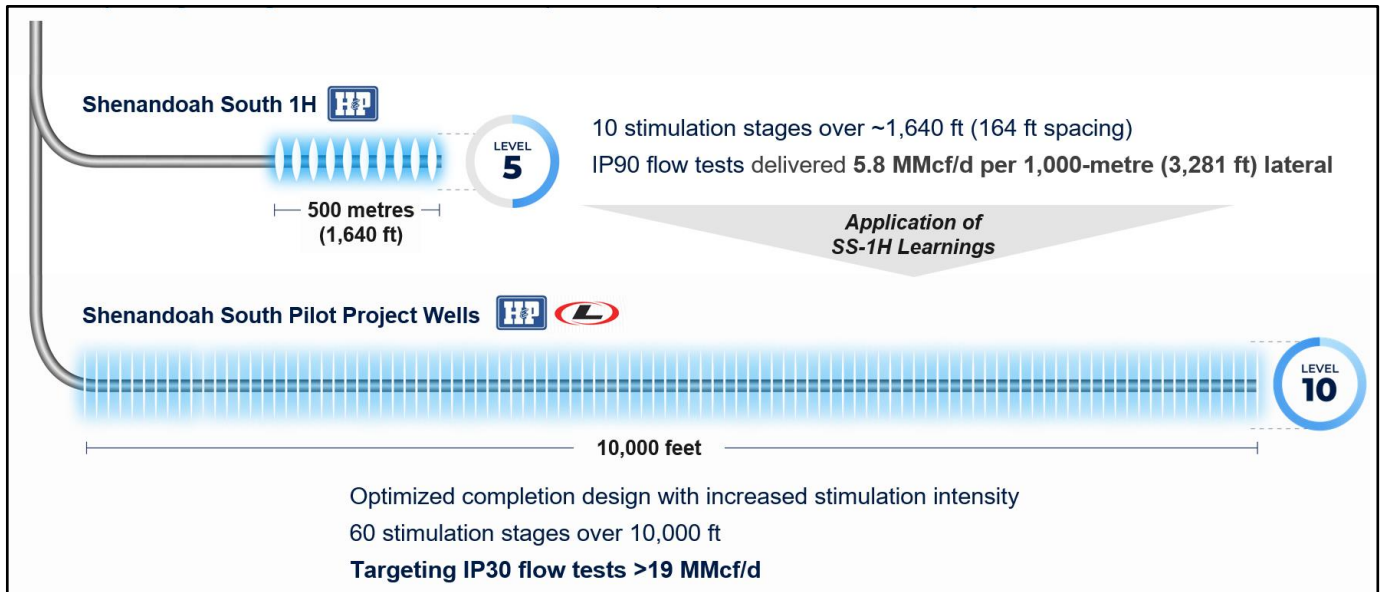 Shenandoah South 1H H&P
LEVEL
5
10 stimulation stages over ~1,640 ft (164 ft spacing)
IP90 flow tests delivered 5.8 MMcf/d per 1,000-metre (3,281 ft) lateral
500 metres
(1,640 ft)
Application of
SS-1H Learnings
Shenandoah South Pilot Project Wells H&P L
LEVEL
10
10,000 feet
Optimized completion design with increased stimulation intensity
60 stimulation stages over 10,000 ft
Targeting IP30 flow tests >19 MMcf/d